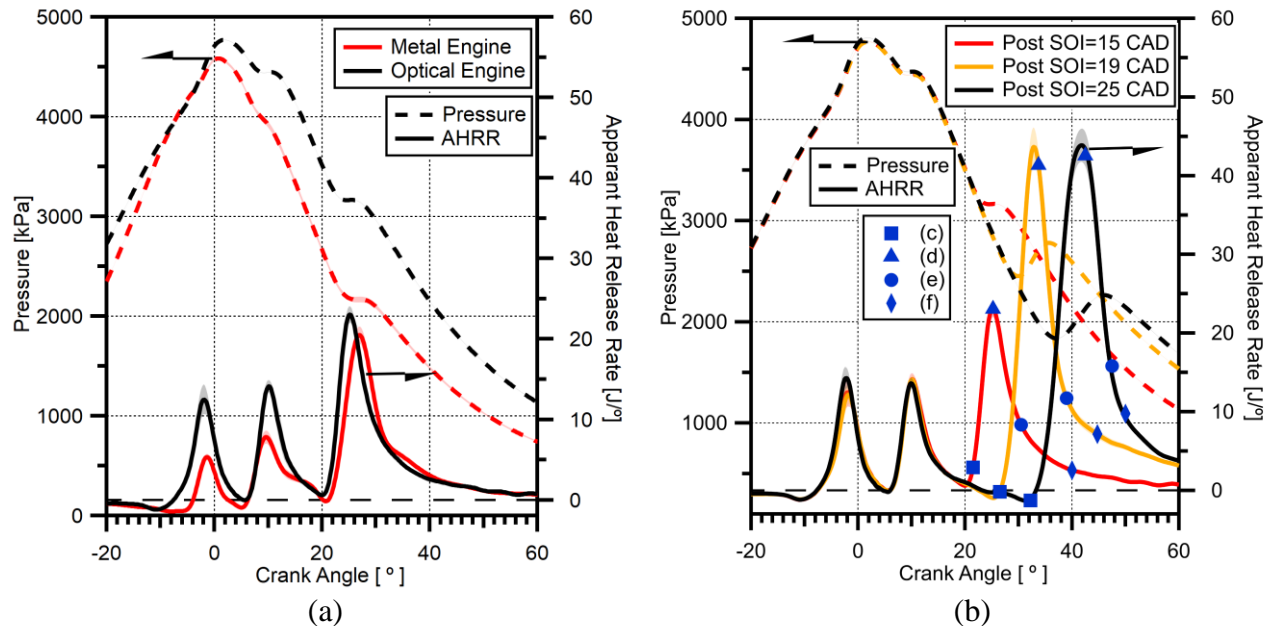 5000
4000
3000
2000
1000
0
Pressure [kPa]
60
50
40
30
20
10
0
Apparant Heat Release Rate [J/º]
Metal Engine
Optical Engine
Pressure
AHRR
-20
0
20
40
60
Crank Angle [ º ]
(a)
5000
4000
3000
2000
1000
Pressure [kPa]
60
50
40
30
20
10
0
Apparant Heat Release Rate [J/º]
Post SOI=15 CAD
Post SOI=19 CAD
Post SOI=25 CAD
Pressure
AHRR
(c)
(d)
(e)
(f)
-20
0
20
40
60
Crank Angle [ º ]
(b)